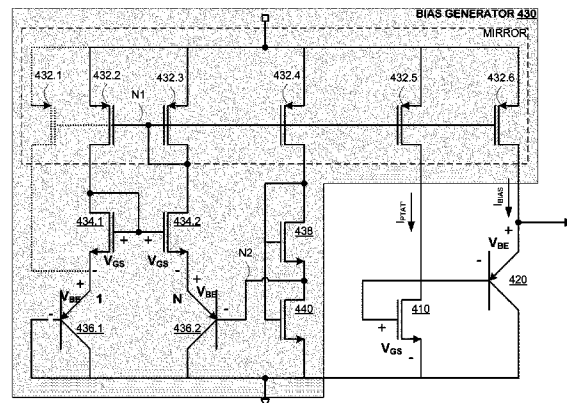 BIAS GENERATOR 430
MIRROR
432.1
432.2
432.3
432.4
432.5
432.6
N1
434.1
434.2
438
IPTAT
IBIAS
+ +
VGS VGS
- -
N2
+
VBE
-
420
+
VBE
-
1
N
+
VBE
-
440
410
436.1
436.2
+
VGS
-